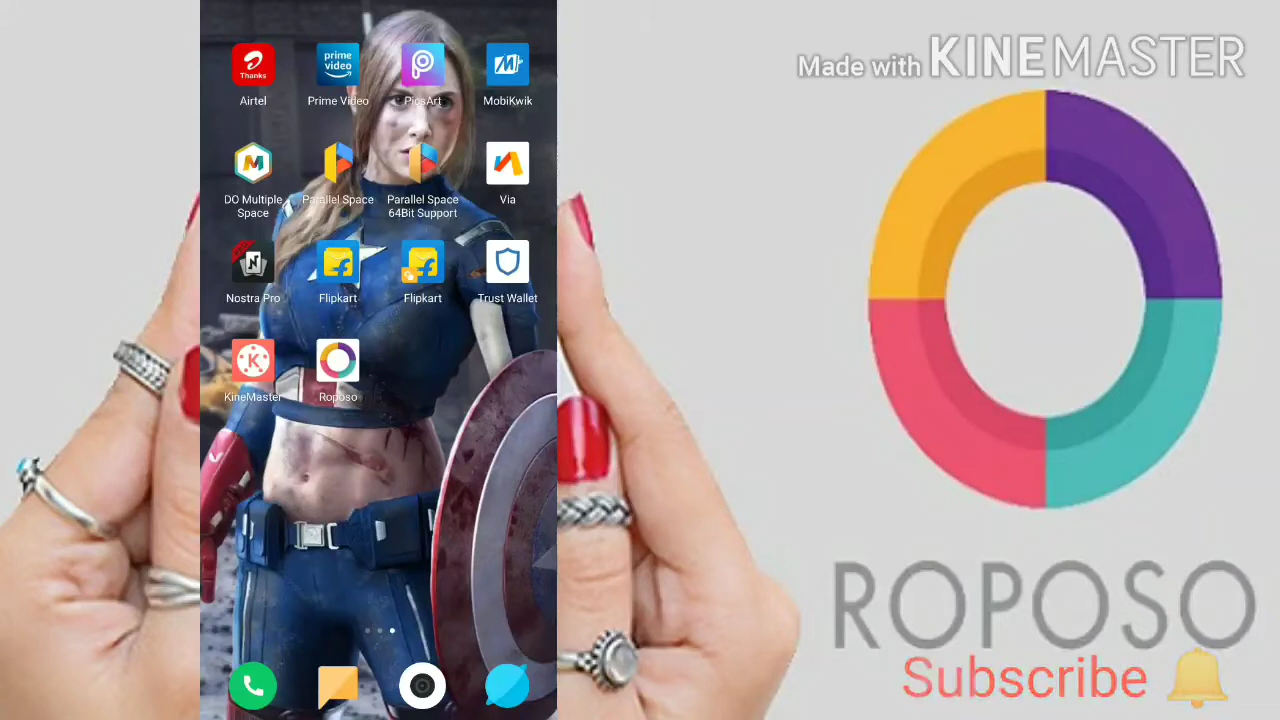 Made with KINEMASTER
Thanks
prime video
Airtel
Prime Video
PicsArt
MobiKwik
DO Multiple Space
Parallel Space
Parallel Space 64Bit Support
Via
Nostra Pro
Flipkart
Flipkart
Trust Wallet
KineMaster
Roposo
ROPOSO
Subscribe